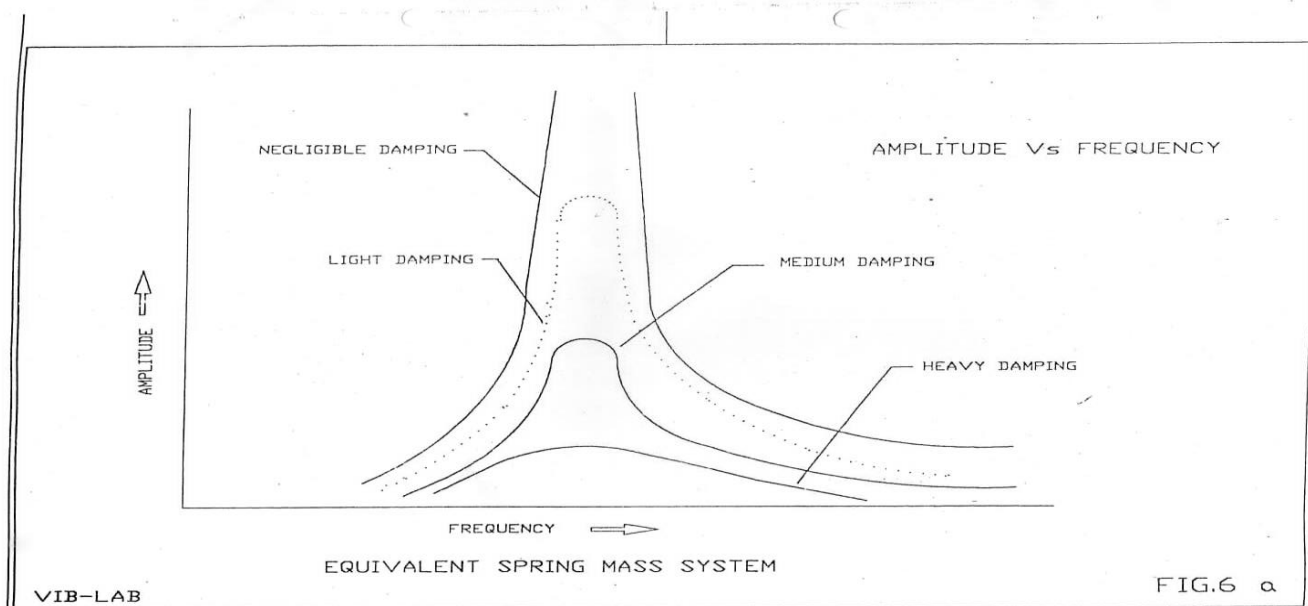 NEGLIGIBLE DAMPING
AMPLITUDE Vs FREQUENCY
LIGHT DAMPING
MEDIUM DAMPING
AMPLITUDE
HEAVY DAMPING
FREQUENCY
EQUIVALENT SPRING MASS SYSTEM
VIB-LAB
FIG.6 a